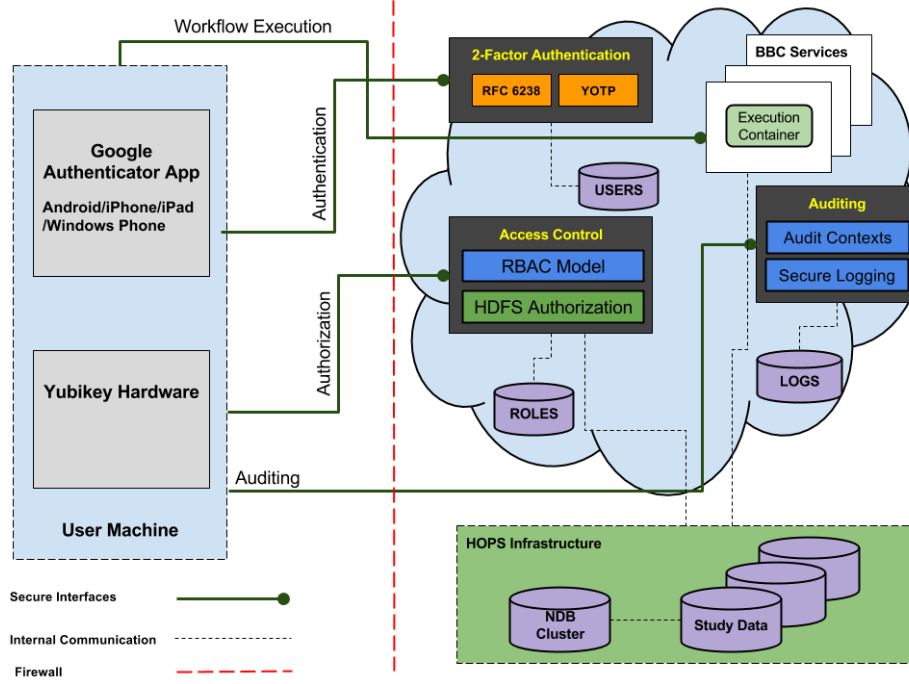 Workflow Execution
Google
Authenticator App
Android/iPhone/iPad
/Windows Phone
Yubikey Hardware
User Machine
Authentication
Authorization
Auditing
2-Factor Authentication
RFC 6238
YOTP
USERS
BBC Services
Execution
Container
Access Control
RBAC Model
HDFS Authorization
ROLES
Auditing
Audit Contexts
Secure Logging
LOGS
HOPS Infrastructure
NDB
Cluster
Study Data
Secure Interfaces
Internal Communication
Firewall